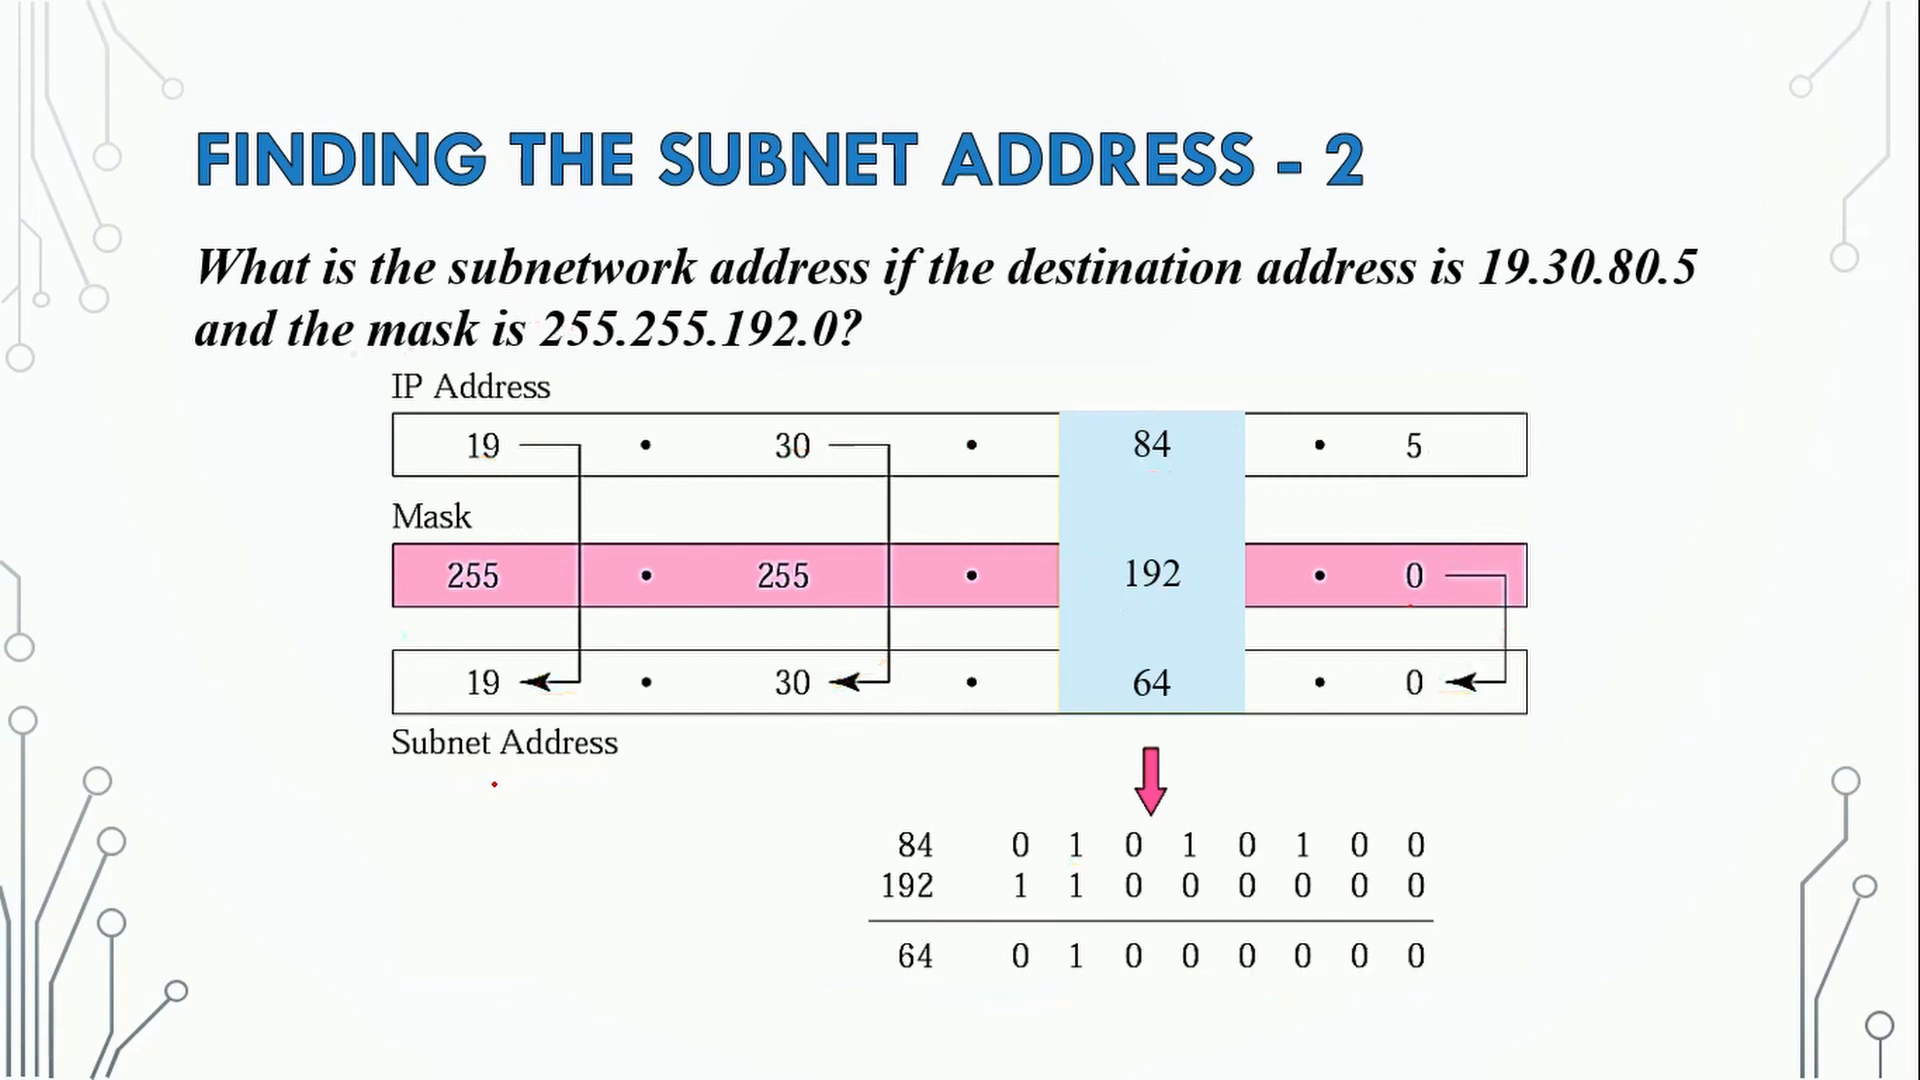 FINDING THE SUBNET ADDRESS - 2
What is the subnetwork address if the destination address is 19.30.80.5
and the mask is 255.255.192.0?
IP Address
19 • 30 • 84 • 5
Mask
255 • 255 • 192 • 0
19 • 30 • 64 • 0
Subnet Address
84 0 1 0 1 0 1 0 0
192 1 1 0 0 0 0 0 0
64 0 1 0 0 0 0 0 0